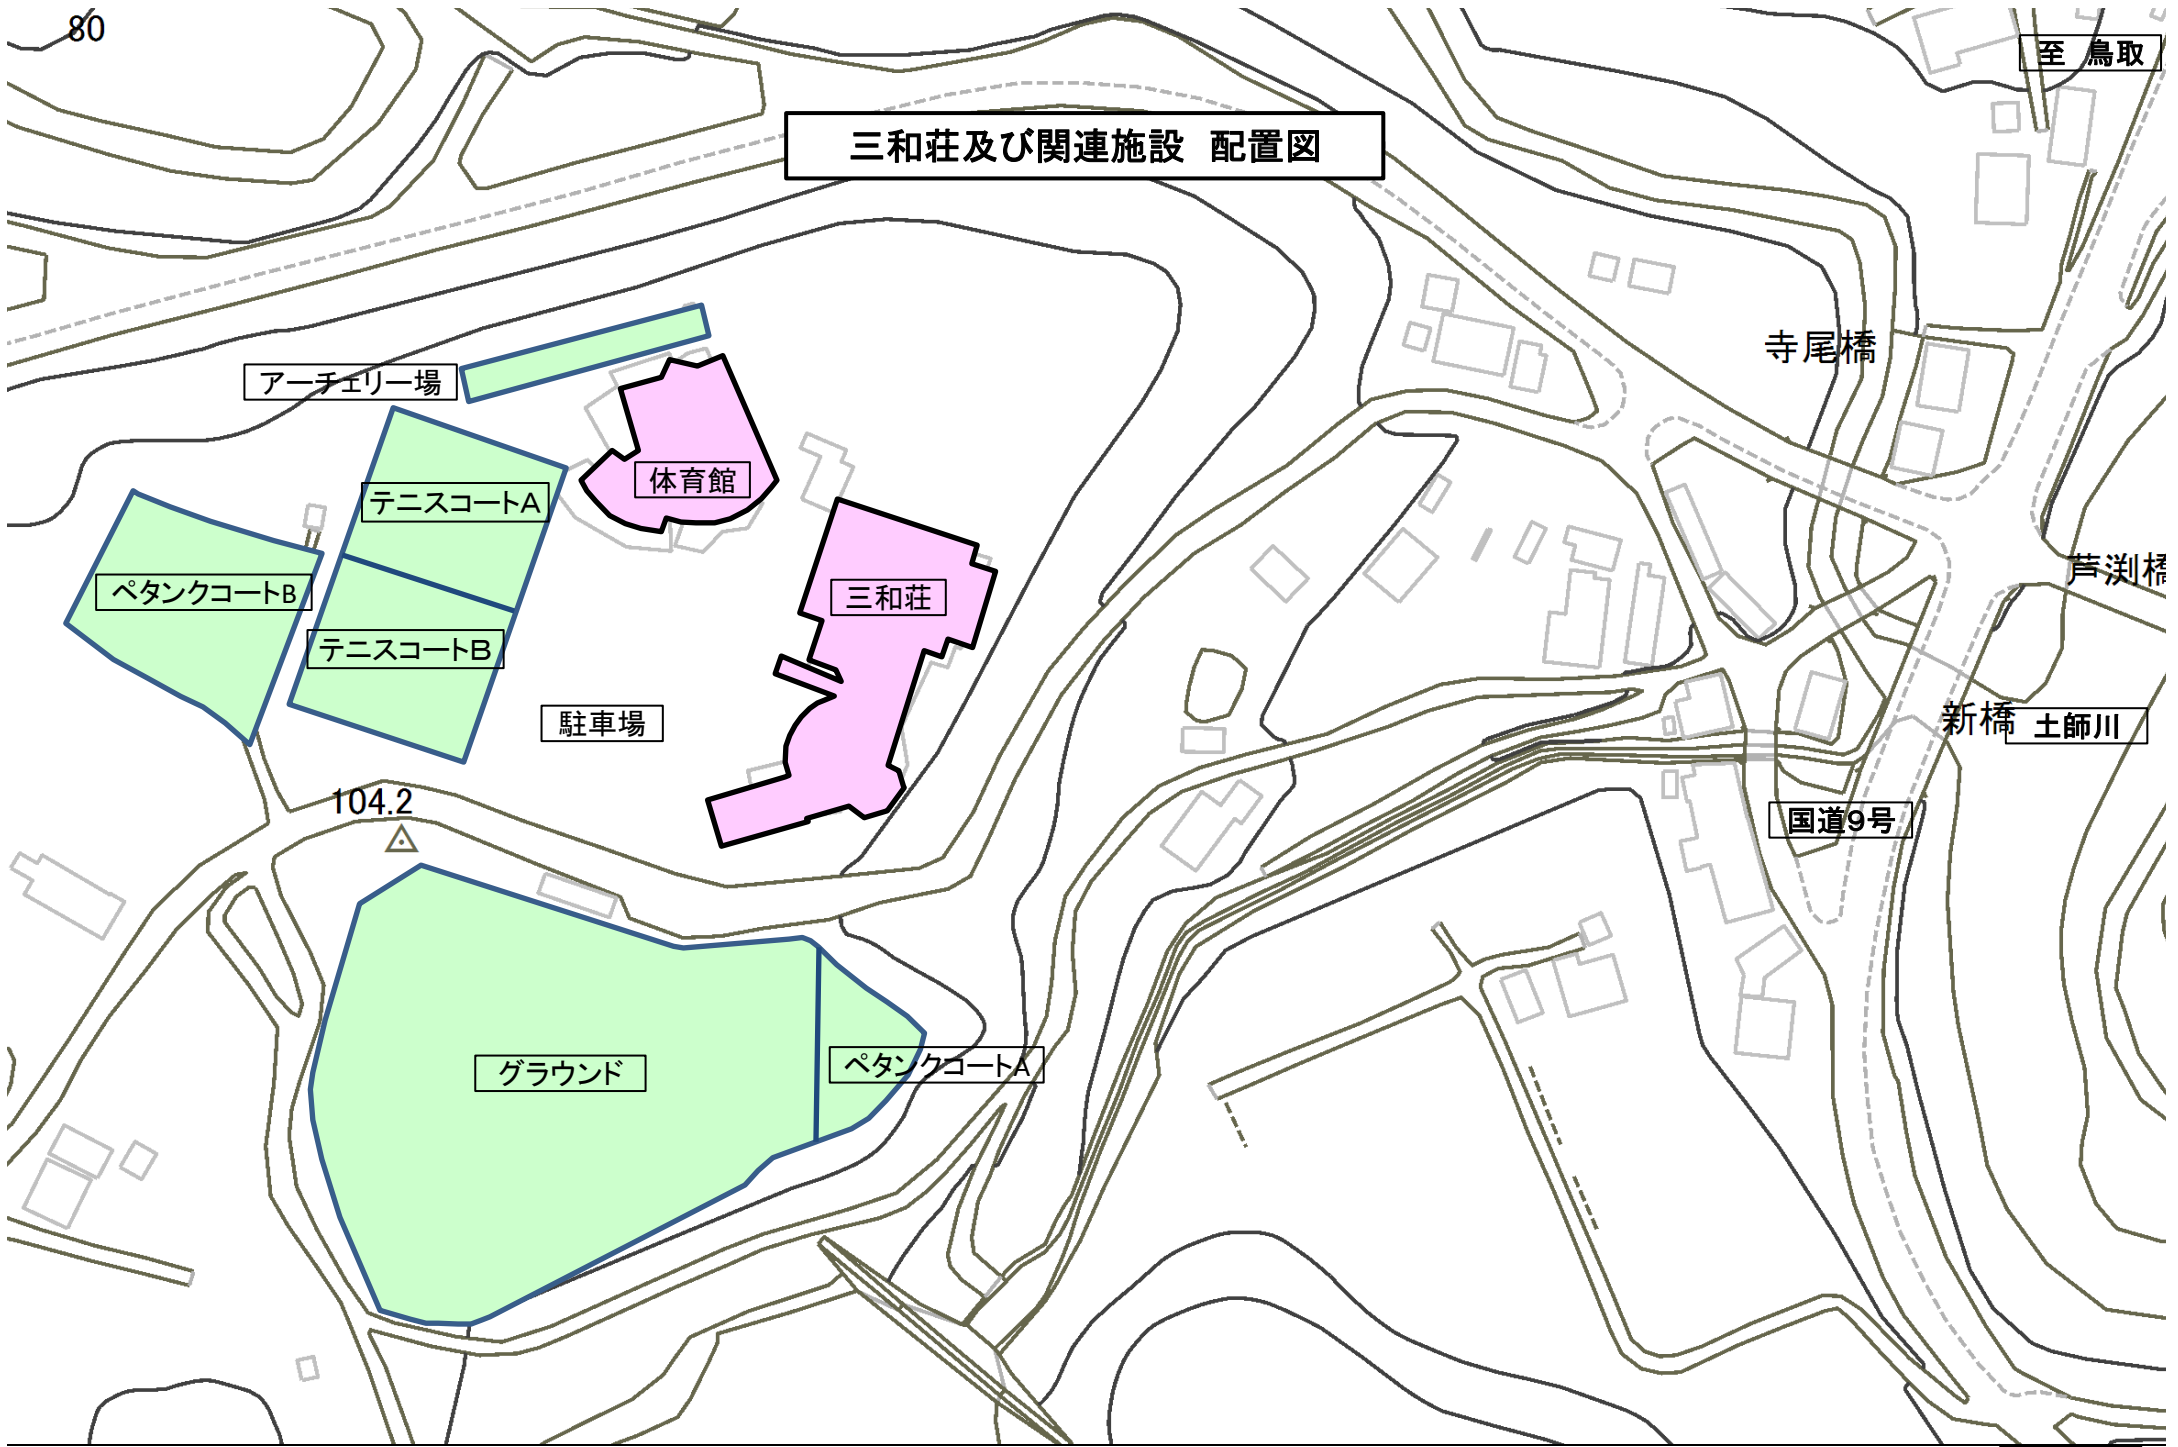 80
至　鳥取
三和荘及び関連施設　配置図
寺尾橋
アーチェリー場
体育館
テニスコートA
芦渕橋
ペタンクコートB
三和荘
テニスコートB
駐車場
新橋
土師川
104.2
国道9号
グラウンド
ペタンクコートA